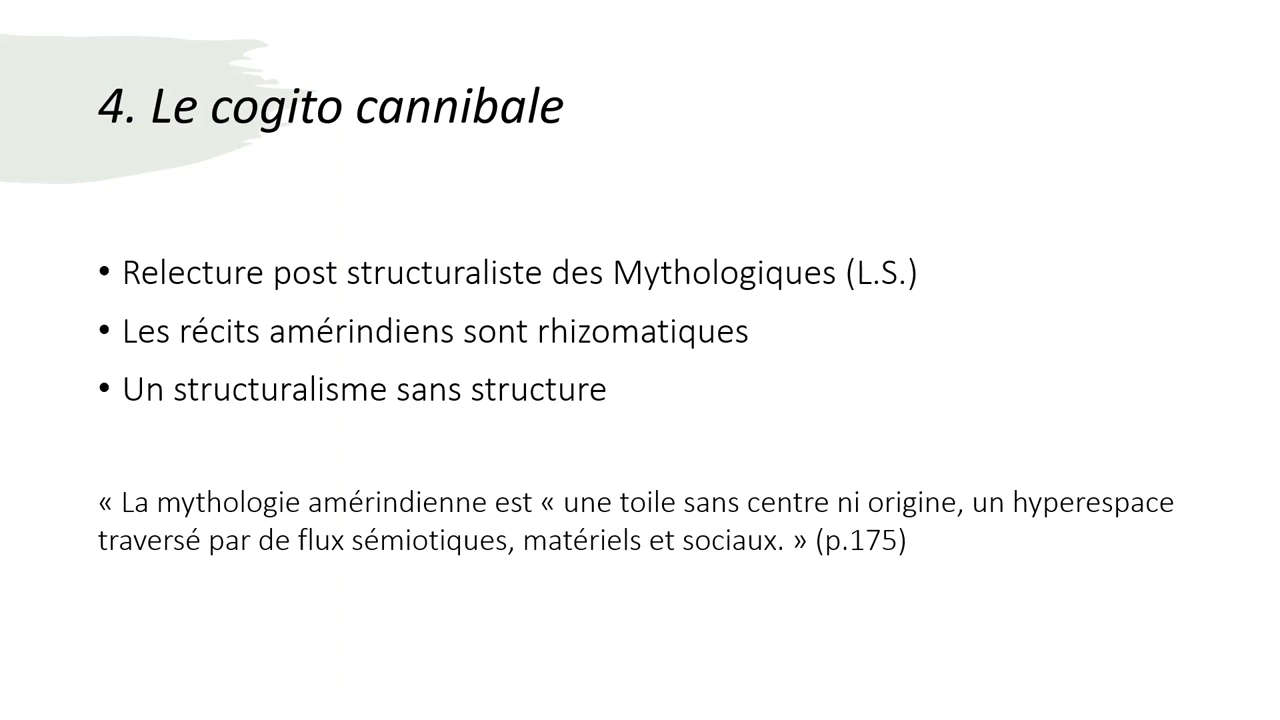 4. Le cogito cannibale
• Relecture post structuraliste des Mythologiques (L.S.)
• Les récits amérindiens sont rhizomatiques
• Un structuralisme sans structure
« La mythologie amérindienne est « une toile sans centre ni origine, un hyperespace
traversé par de flux sémiotiques, matériels et sociaux. » (p.175)